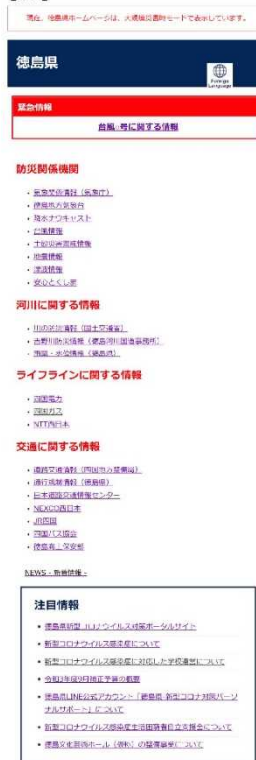 現在、徳島県ホームページは、大規模災害時モードで表示しています。
徳島県
Foreign
Language
緊急情報
台風 号に関する情報
防災関係機関
気象警報情報(気象庁)
徳島地方気象台
降水ナウキャスト
台風情報
土砂災害警戒情報
地震情報
津波情報
安心とくしま
河川に関する情報
川の防災情報(国土交通省)
吉野川防災情報(徳島河川国道事務所)
雨量・水位情報(徳島県)
ライフラインに関する情報
四国電力
四国ガス
NTT西日本
交通に関する情報
道路交通情報(四国地方整備局)
通行規制情報(徳島県)
日本道路交通情報センター
NEXCO西日本
JR四国
四国バス協会
徳島海上保安部
NEWS - 新着情報 -
注目情報
徳島県新型コロナウイルス対策ポータルサイト
新型コロナウイルス感染症について
新型コロナウイルス感染症に対応した学校運営について
令和2年度9月補正予算の概要
徳島県LINE公式アカウント「徳島県-新型コロナ対策パーソ
ナルサポート」について
新型コロナウイルス感染症生活困窮者自立支援金について
徳島文化芸術ホール(仮称)の整備事業について